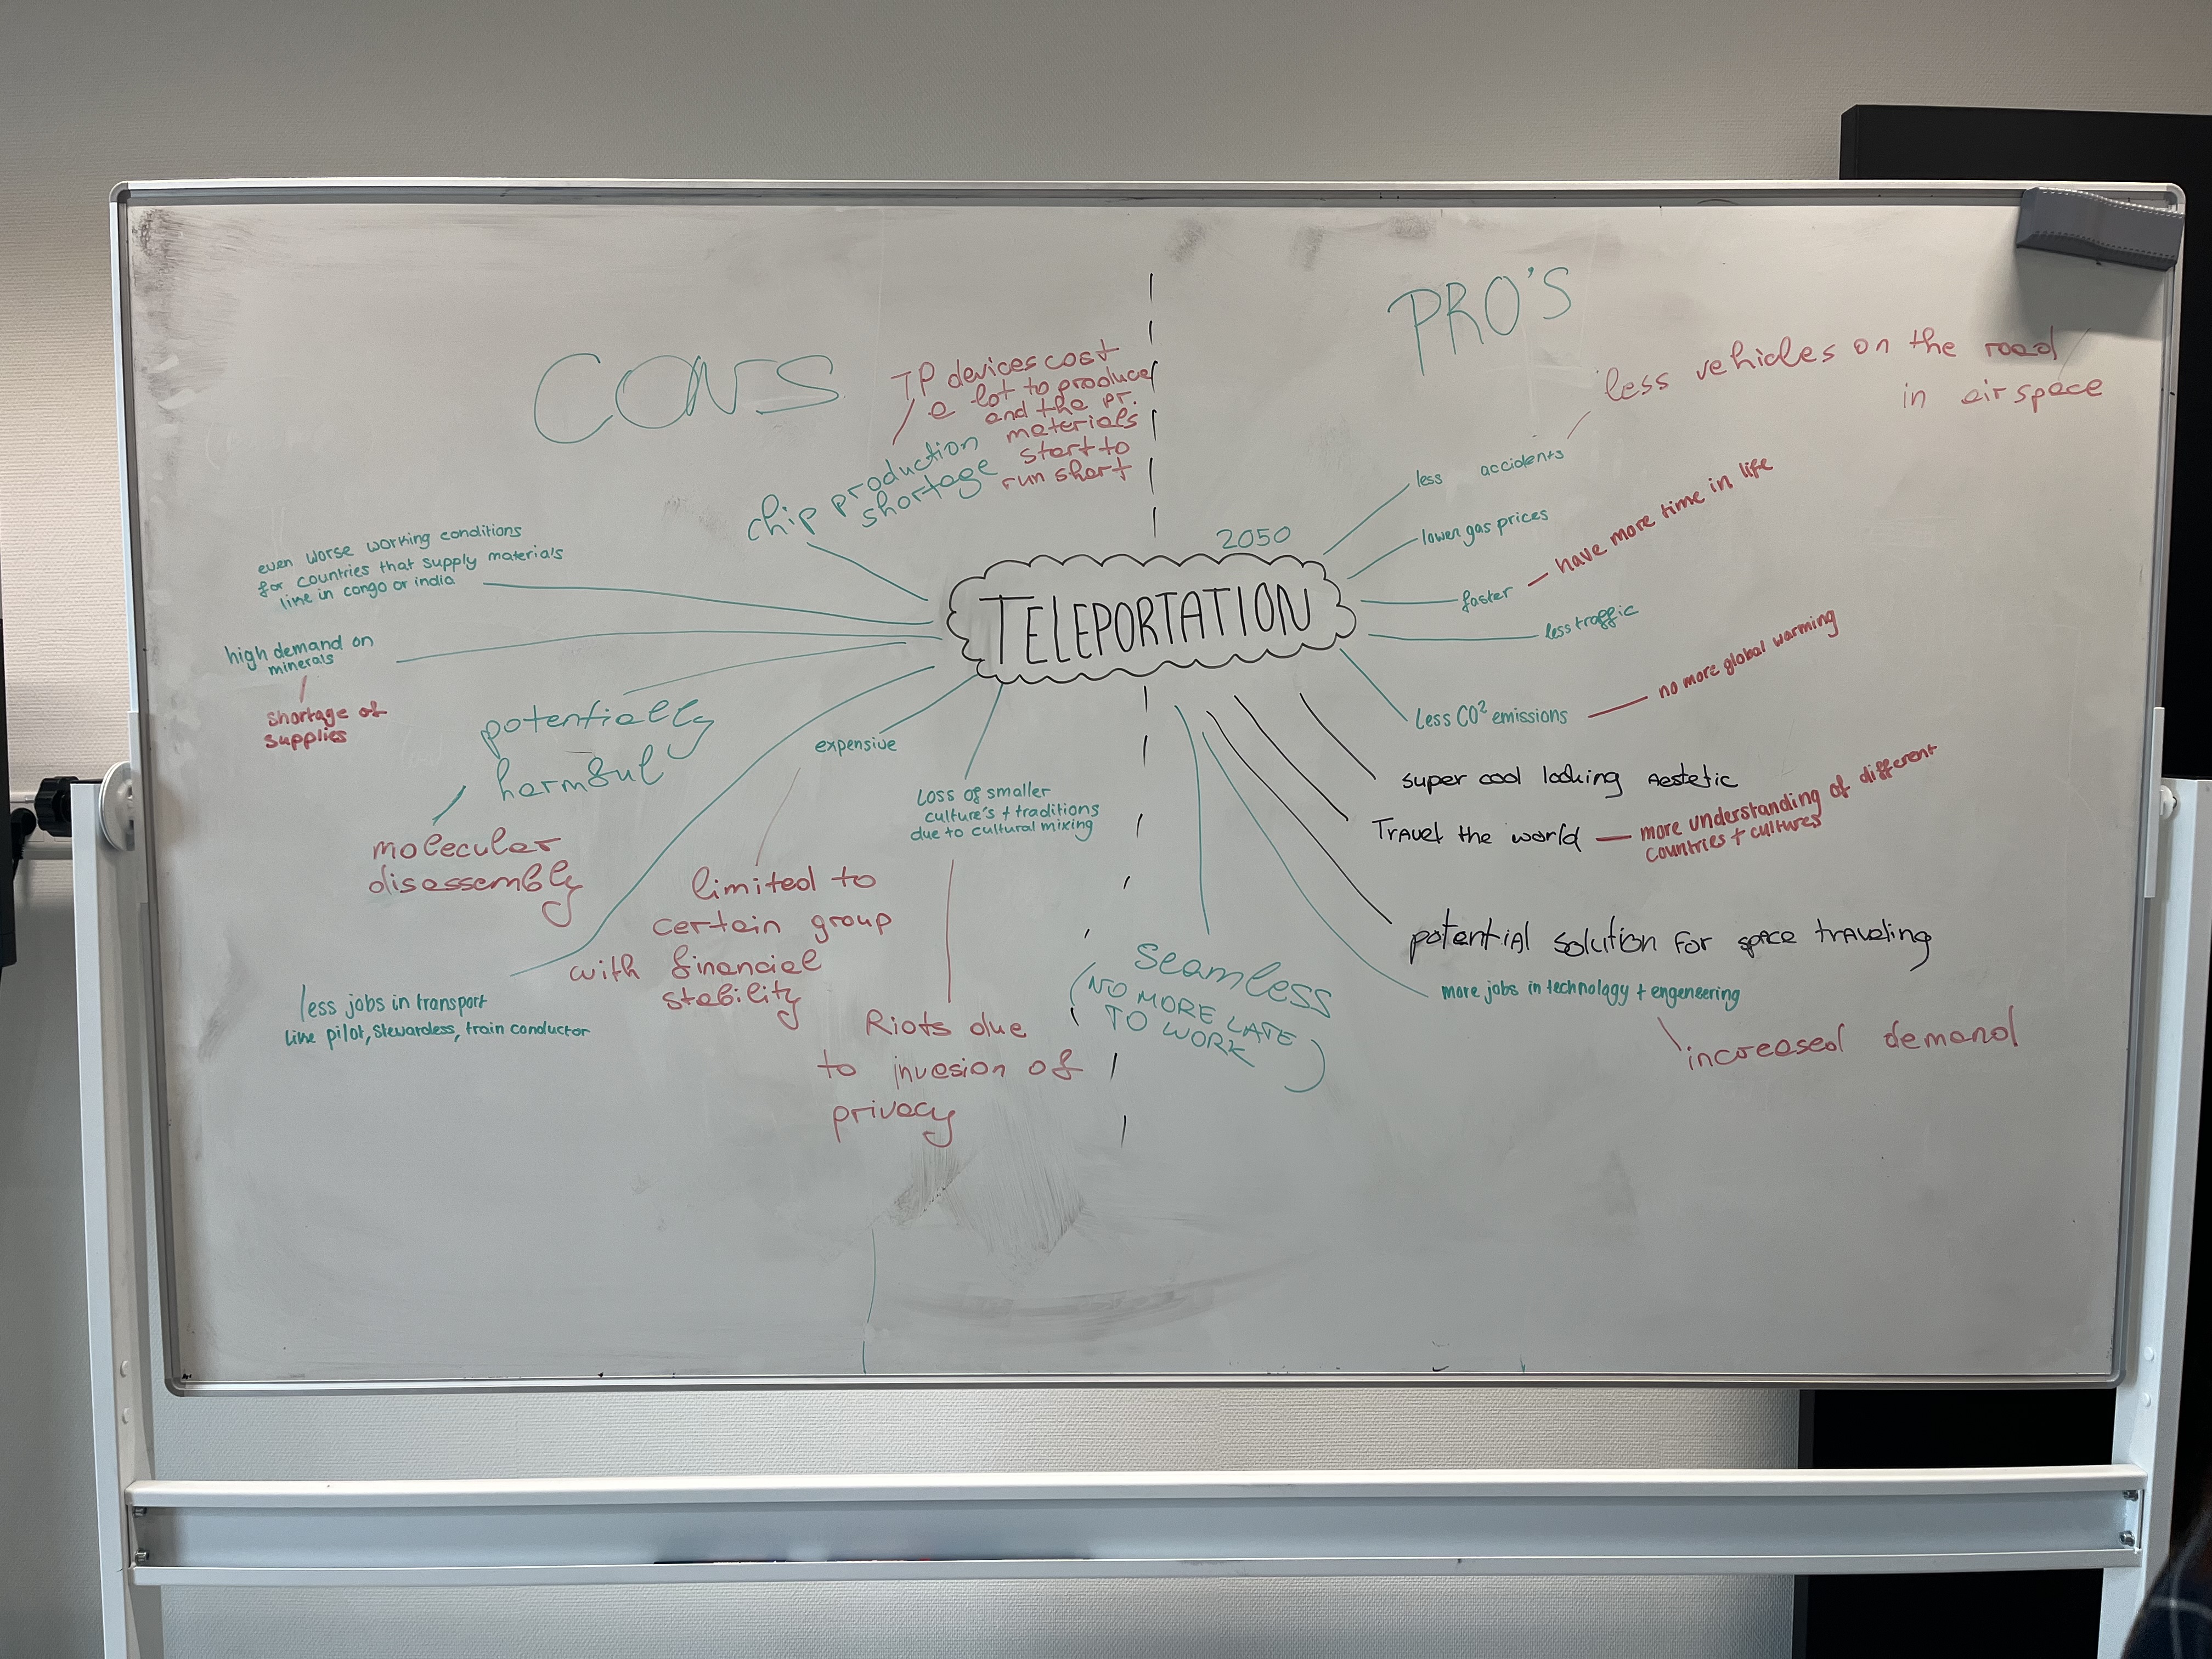 CONS
PRO'S
TP devices cost
a lot to produce
and the pr.
materials
start to
run short
chip production
shortage
even worse working conditions
for countries that supply materials
like in congo or india
high demand on
minerals
shortage of
supplies
potentially
harmful
molecular
disassembly
less jobs in transport
like pilot, stewardess, train conductor
expensive
limited to
certain group
with financial
stability
Loss of smaller
culture's + traditions
due to cultural mixing
Riots due
to invasion of
privacy
2050
TELEPORTATION
less accidents
less vehicles on the road
in airspace
lower gas prices
faster
have more time in life
less traffic
Less CO² emissions
no more global warming
super cool looking Aestetic
Travel the world
more understanding of different
countries + cultures
potential solution for space traveling
more jobs in technology + engeneering
increased demand
Seamless
(NO MORE LATE
TO WORK
)